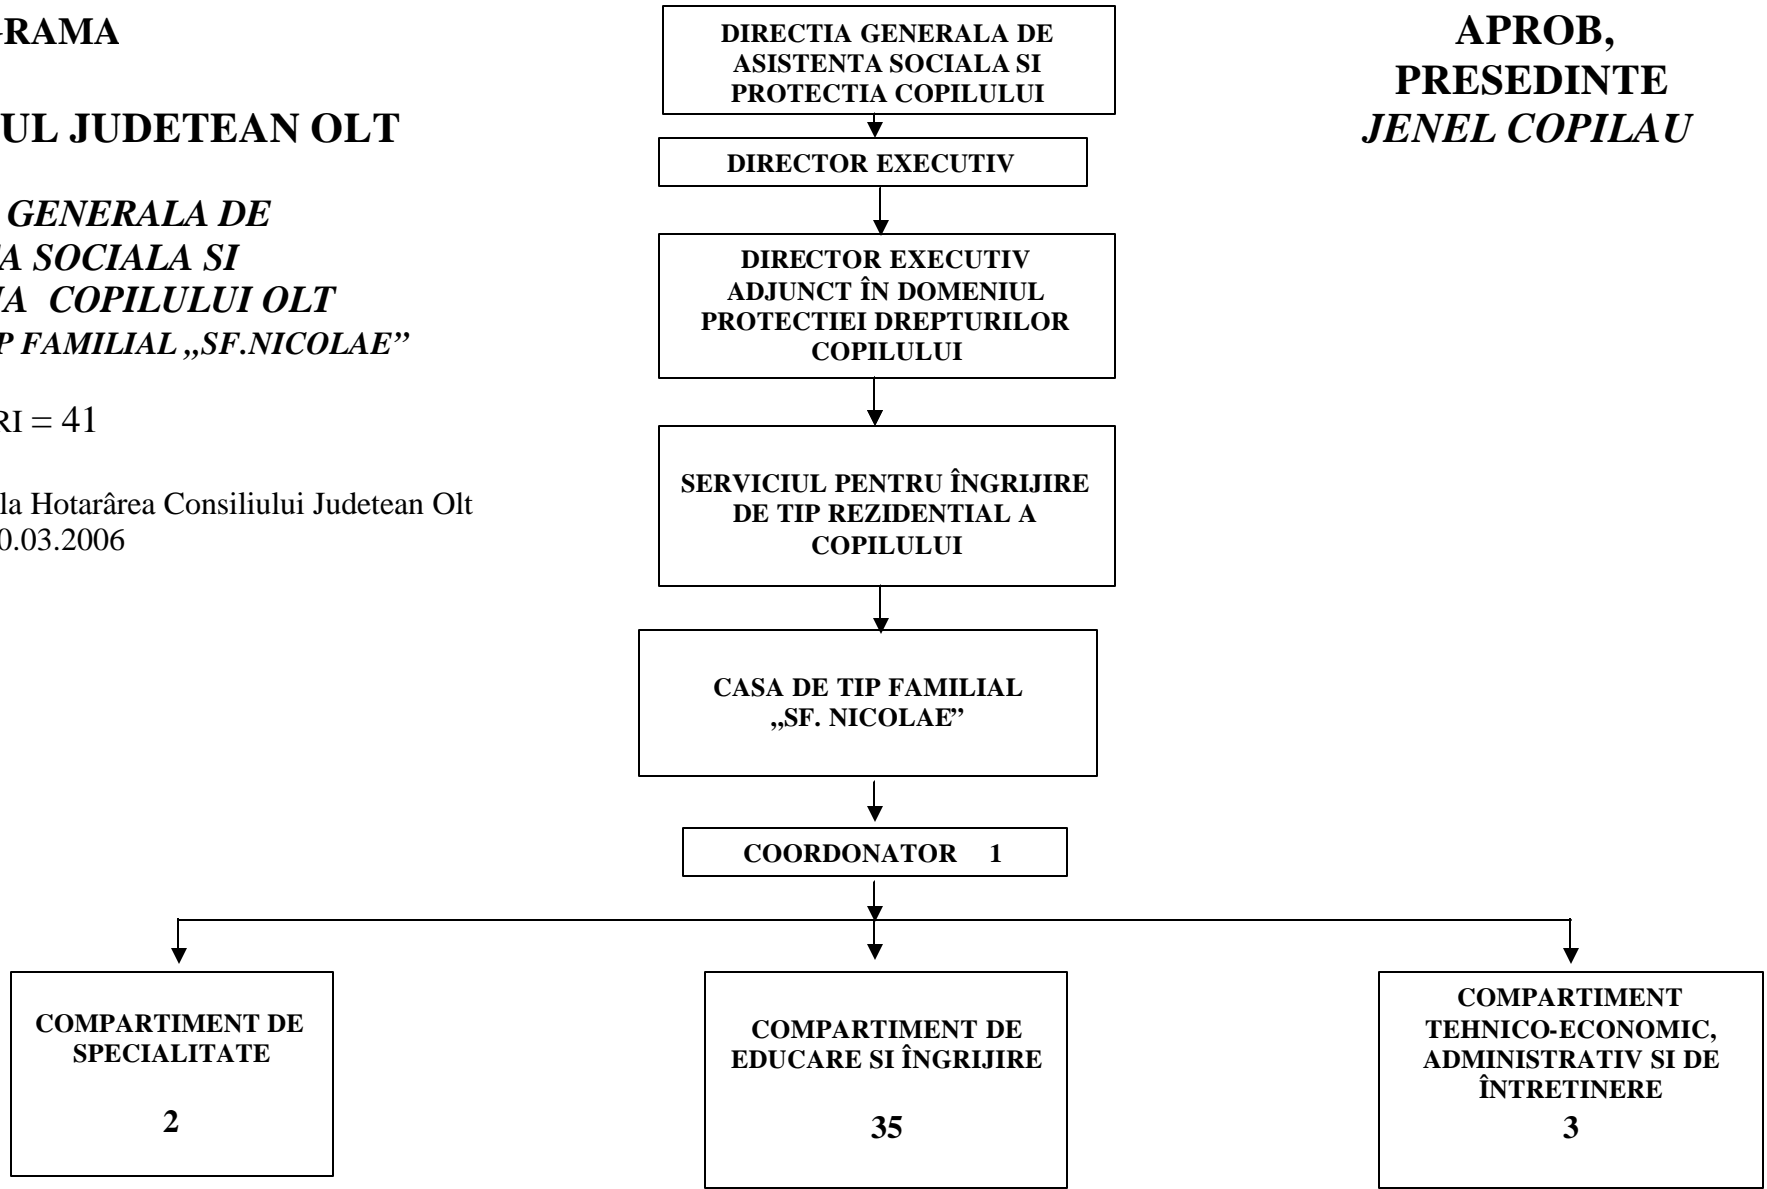 GRAMA
UL JUDETEAN OLT
GENERALA DE
A SOCIALA SI
IA COPILULUI OLT
P FAMILIAL „SF.NICOLAE”
RI = 41
la Hotarârea Consiliului Judetean Olt
0.03.2006
DIRECTIA GENERALA DE
ASISTENTA SOCIALA SI
PROTECTIA COPILULUI
DIRECTOR EXECUTIV
DIRECTOR EXECUTIV
ADJUNCT ÎN DOMENIUL
PROTECTIEI DREPTURILOR
COPILULUI
SERVICIUL PENTRU ÎNGRIJIRE
DE TIP REZIDENTIAL A
COPILULUI
CASA DE TIP FAMILIAL
„SF. NICOLAE”
COORDONATOR 1
APROB,
PRESEDINTE
JENEL COPILAU
COMPARTIMENT DE
SPECIALITATE
2
COMPARTIMENT DE
EDUCARE SI ÎNGRIJIRE
35
COMPARTIMENT
TEHNICO-ECONOMIC,
ADMINISTRATIV SI DE
ÎNTRETINERE
3